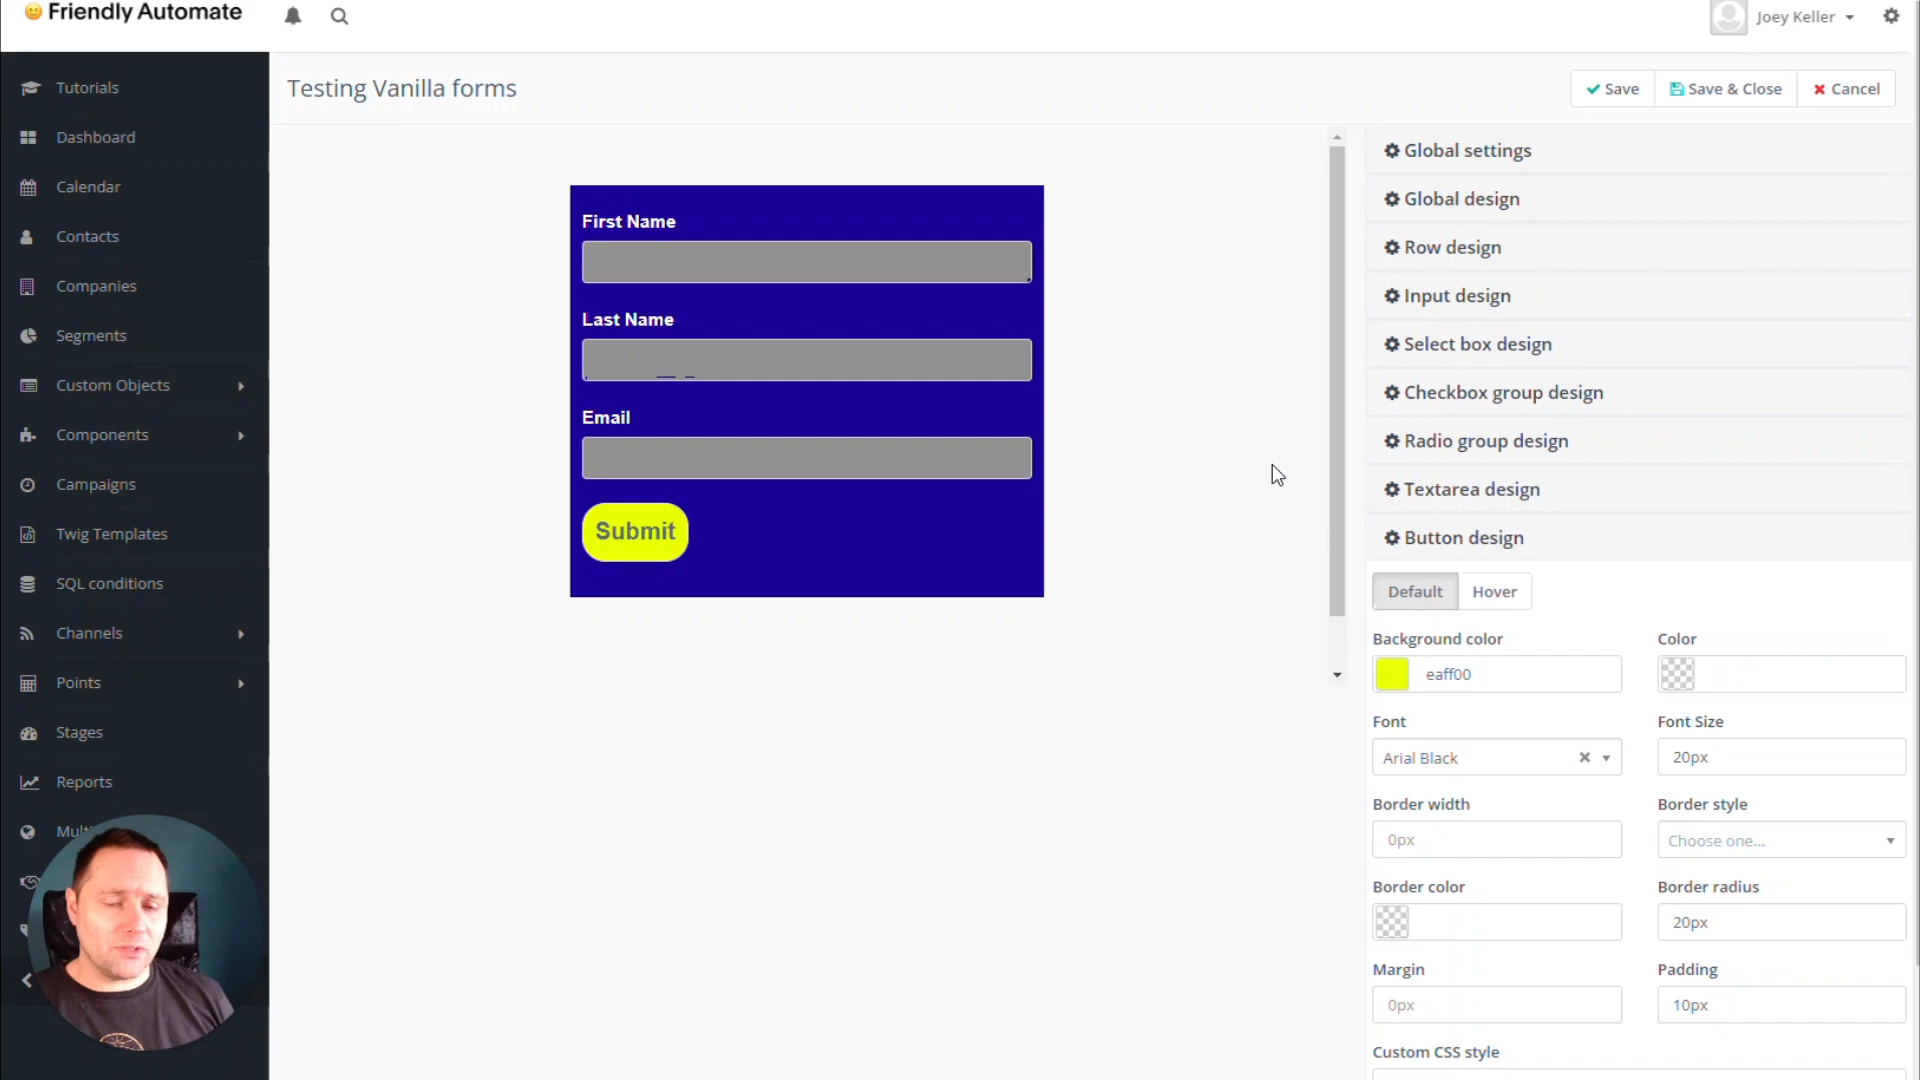 Friendly Automate
Joey Keller
Tutorials
Dashboard
Calendar
Contacts
Companies
Segments
Custom Objects
Components
Campaigns
Twig Templates
SQL conditions
Channels
Points
Stages
Reports
Testing Vanilla forms
Save
Save & Close
Cancel
First Name
Last Name
Email
Submit
Global settings
Global design
Row design
Input design
Select box design
Checkbox group design
Radio group design
Textarea design
Button design
Default
Hover
Background color
Color
eaff00
Font
Font Size
Arial Black
20px
Border width
Border style
0px
Choose one...
Border color
Border radius
20px
Margin
Padding
0px
10px
Custom CSS style